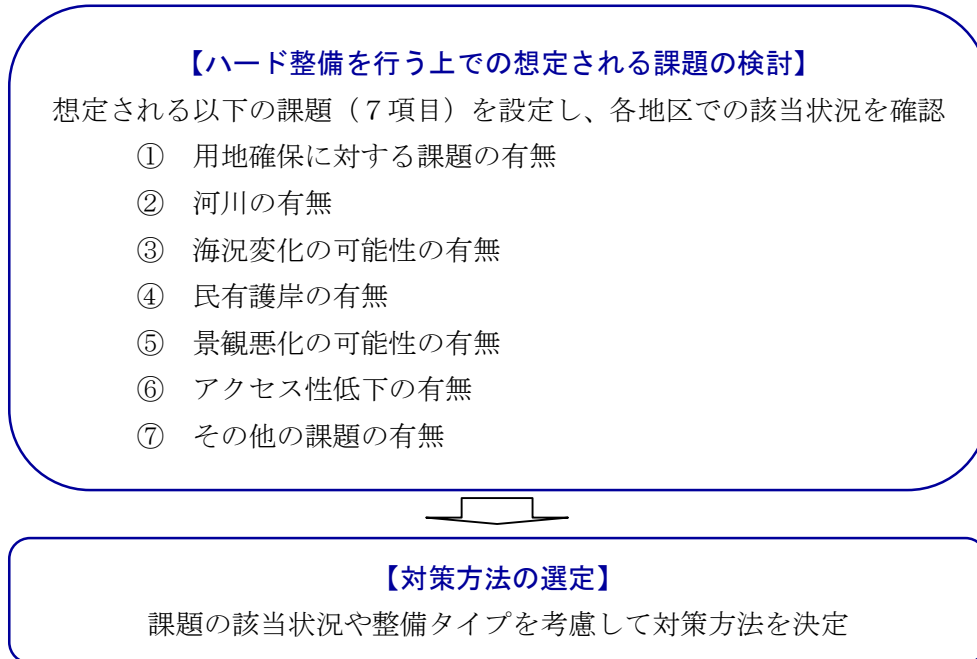 【ハード整備を行う上での想定される課題の検討】
想定される以下の課題（７項目）を設定し、各地区での該当状況を確認
① 用地確保に対する課題の有無
② 河川の有無
③ 海況変化の可能性の有無
④ 民有護岸の有無
⑤ 景観悪化の可能性の有無
⑥ アクセス性低下の有無
⑦ その他の課題の有無
【対策方法の選定】
課題の該当状況や整備タイプを考慮して対策方法を決定